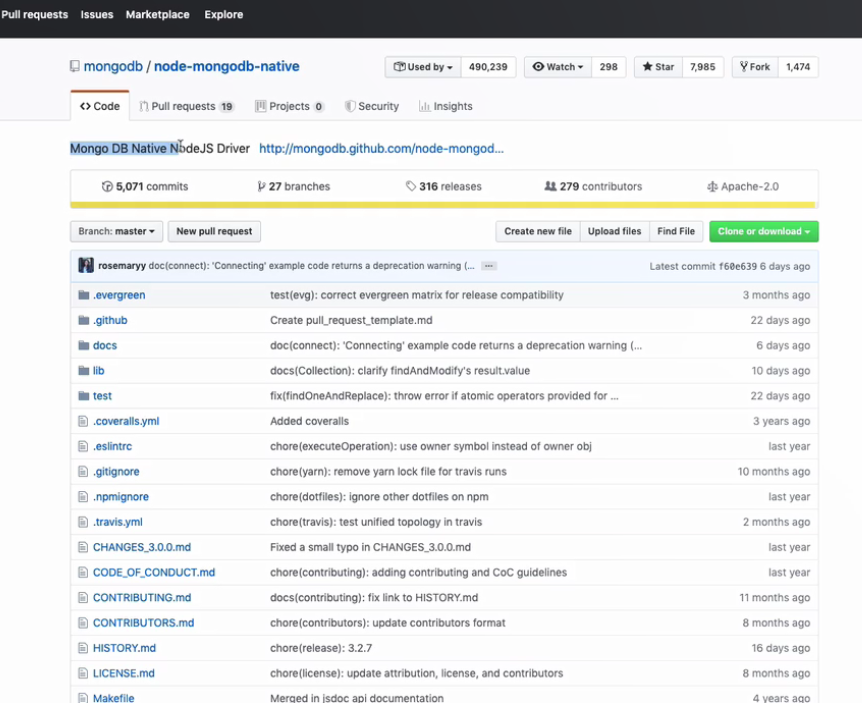 Pull requests Issues Marketplace Explore
mongodb / node-mongodb-native Used by 490,239 Watch 298 Star 7,985 Fork 1,474
Code Pull requests 19 Projects 0 Security Insights
Mongo DB Native NodeJS Driver http://mongodb.github.com/node-mongod...
5,071 commits 27 branches 316 releases 279 contributors Apache-2.0
Branch: master New pull request Create new file Upload files Find File Clone or download
rosemaryy doc(connect): 'Connecting' example code returns a deprecation warning (... ... Latest commit f60e639 6 days ago
.evergreen test(evg): correct evergreen matrix for release compatibility 3 months ago
.github Create pull_request_template.md 22 days ago
docs doc(connect): 'Connecting' example code returns a deprecation warning (... 6 days ago
lib docs(Collection): clarify findAndModify's result.value 10 days ago
test fix(findOneAndReplace): throw error if atomic operators provided for ... 22 days ago
.coveralls.yml Added coveralls 3 years ago
.eslintrc chore(executeOperation): use owner symbol instead of owner obj last year
.gitignore chore(yarn): remove yarn lock file for travis runs 10 months ago
.npmignore chore(dotfiles): ignore other dotfiles on npm last year
.travis.yml chore(travis): test unified topology in travis 2 months ago
CHANGES_3.0.0.md Fixed a small typo in CHANGES_3.0.0.md last year
CODE_OF_CONDUCT.md chore(contributing): adding contributing and CoC guidelines last year
CONTRIBUTING.md docs(contributing): fix link to HISTORY.md 11 months ago
CONTRIBUTORS.md chore(contributors): update contributors format 8 months ago
HISTORY.md chore(release): 3.2.7 16 days ago
LICENSE.md chore(license): update attribution, license, and contributors 8 months ago
Makefile Merged in jsdoc api documentation 4 years ago